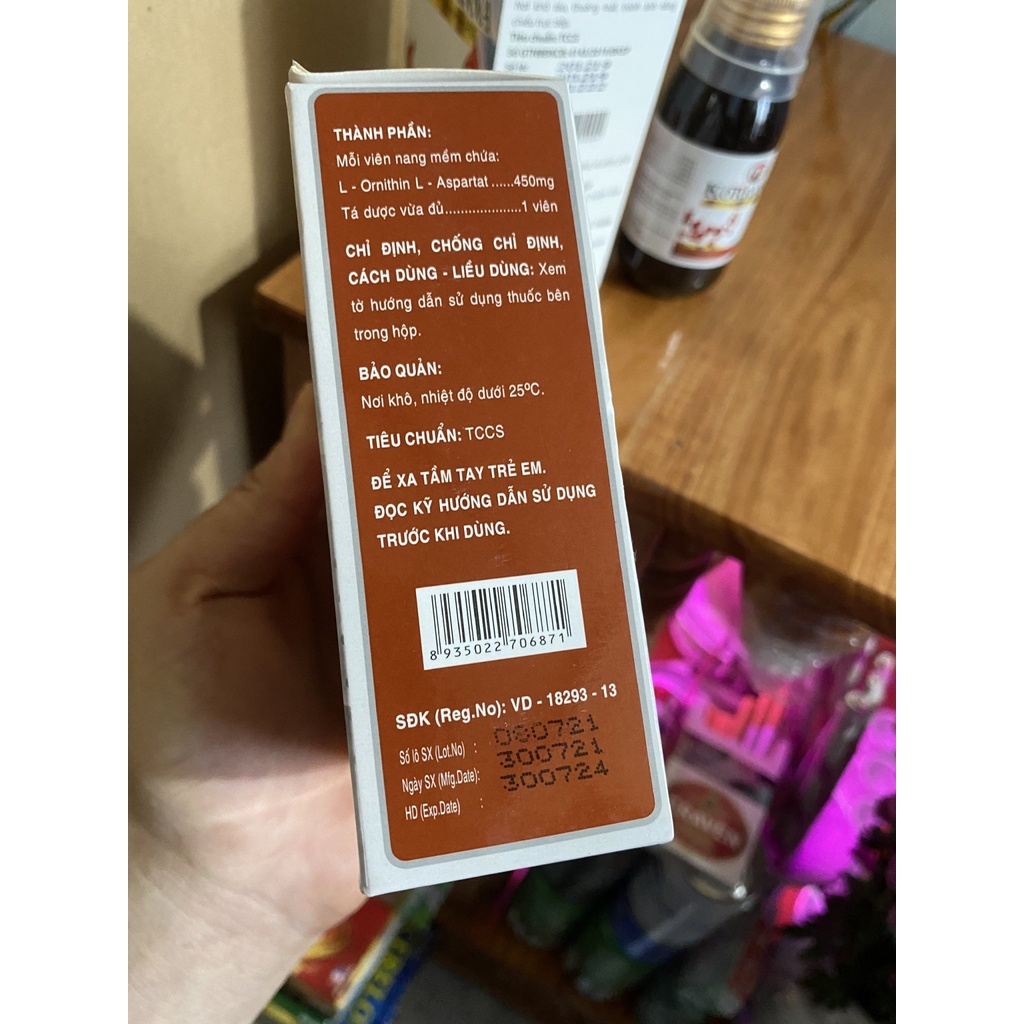 THÀNH PHẦN:
Mỗi viên nang mềm chứa:
L - Ornithin L - Aspartat ......450mg
Tá dược vừa đủ....................1 viên
CHỈ ĐỊNH, CHỐNG CHỈ ĐỊNH,
CÁCH DÙNG - LIỀU DÙNG: Xem
tờ hướng dẫn sử dụng thuốc bên
trong hộp.
BẢO QUẢN:
Nơi khô, nhiệt độ dưới 25ºC.
TIÊU CHUẨN: TCCS
ĐỂ XA TẦM TAY TRẺ EM.
ĐỌC KỸ HƯỚNG DẪN SỬ DỤNG
TRƯỚC KHI DÙNG.
8 935022 706871
SĐK (Reg.No): VD - 18293 - 13
Số lô SX (Lot.No) : 080721
Ngày SX (Mfg.Date): 300721
HD (Exp.Date) : 300724
Tiêu chuẩn TCCS